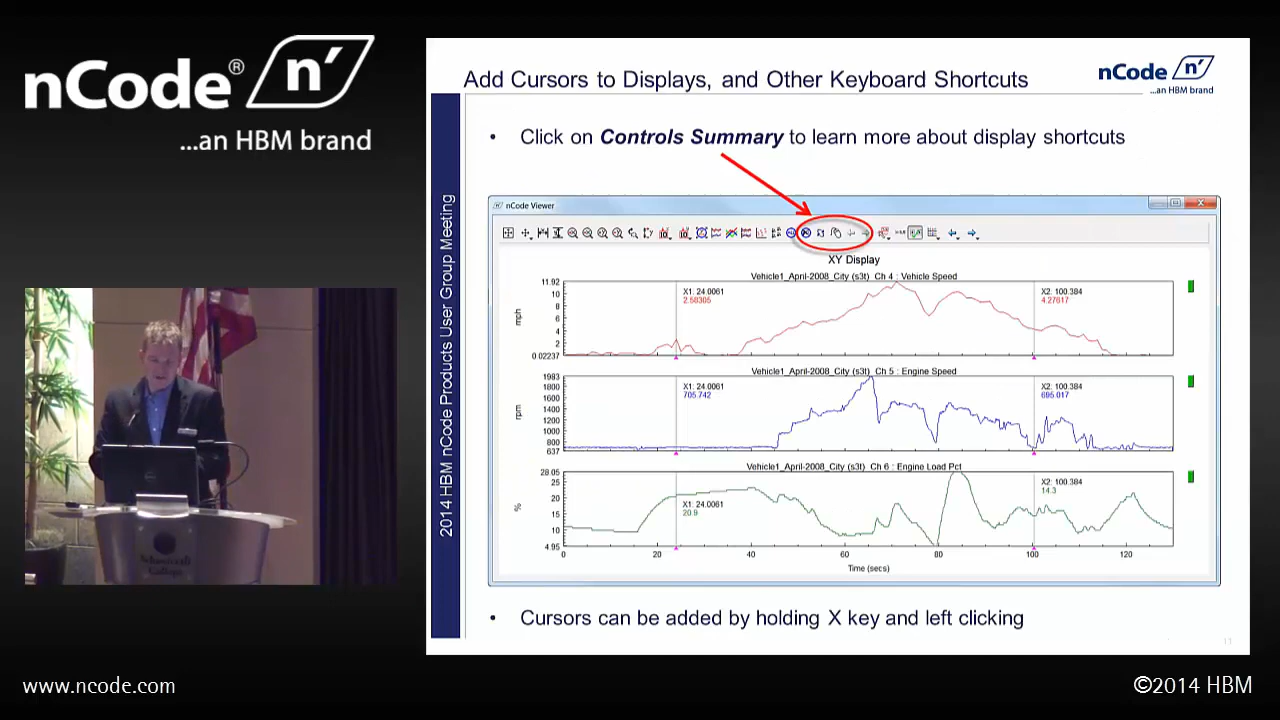 nCode® n'
...an HBM brand
Add Cursors to Displays, and Other Keyboard Shortcuts
nCode n'
...an HBM brand
2014 HBM nCode Products User Group Meeting
• Click on Controls Summary to learn more about display shortcuts
nCode Viewer
XY Display
Vehicle1_April-2008_City (s3t) Ch 4 : Vehicle Speed
11.92
10
8
6
4
2
0.02237
mph
X1: 24.0061
2.58305
X2: 100.384
4.27617
Vehicle1_April-2008_City (s3t) Ch 5 : Engine Speed
1983
1800
1600
1400
1200
1000
800
637
rpm
X1: 24.0061
705.742
X2: 100.384
695.017
Vehicle1_April-2008_City (s3t) Ch 6 : Engine Load Pct
28.05
25
20
15
10
4.95
%
X1: 24.0061
20.9
X2: 100.384
14.3
0 20 40 60 80 100 120
Time (secs)
• Cursors can be added by holding X key and left clicking
11
www.ncode.com
©2014 HBM